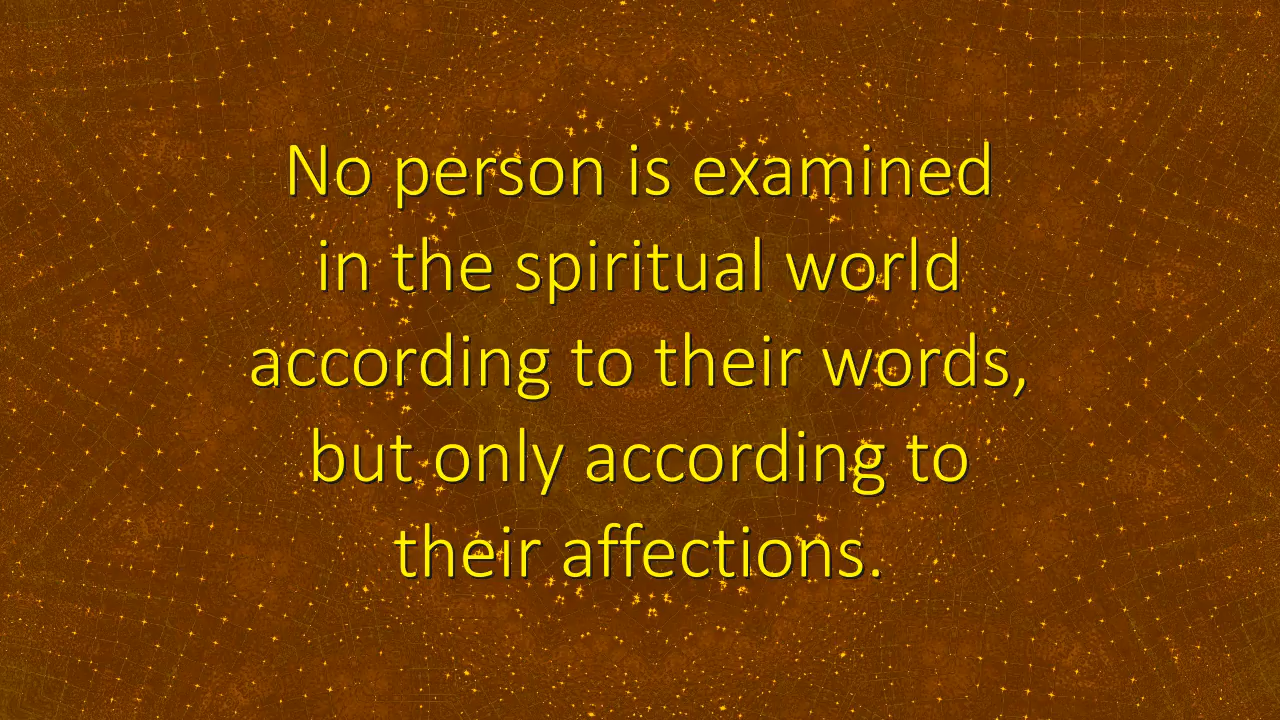 No person is examined
in the spiritual world
according to their words,
but only according to
their affections.